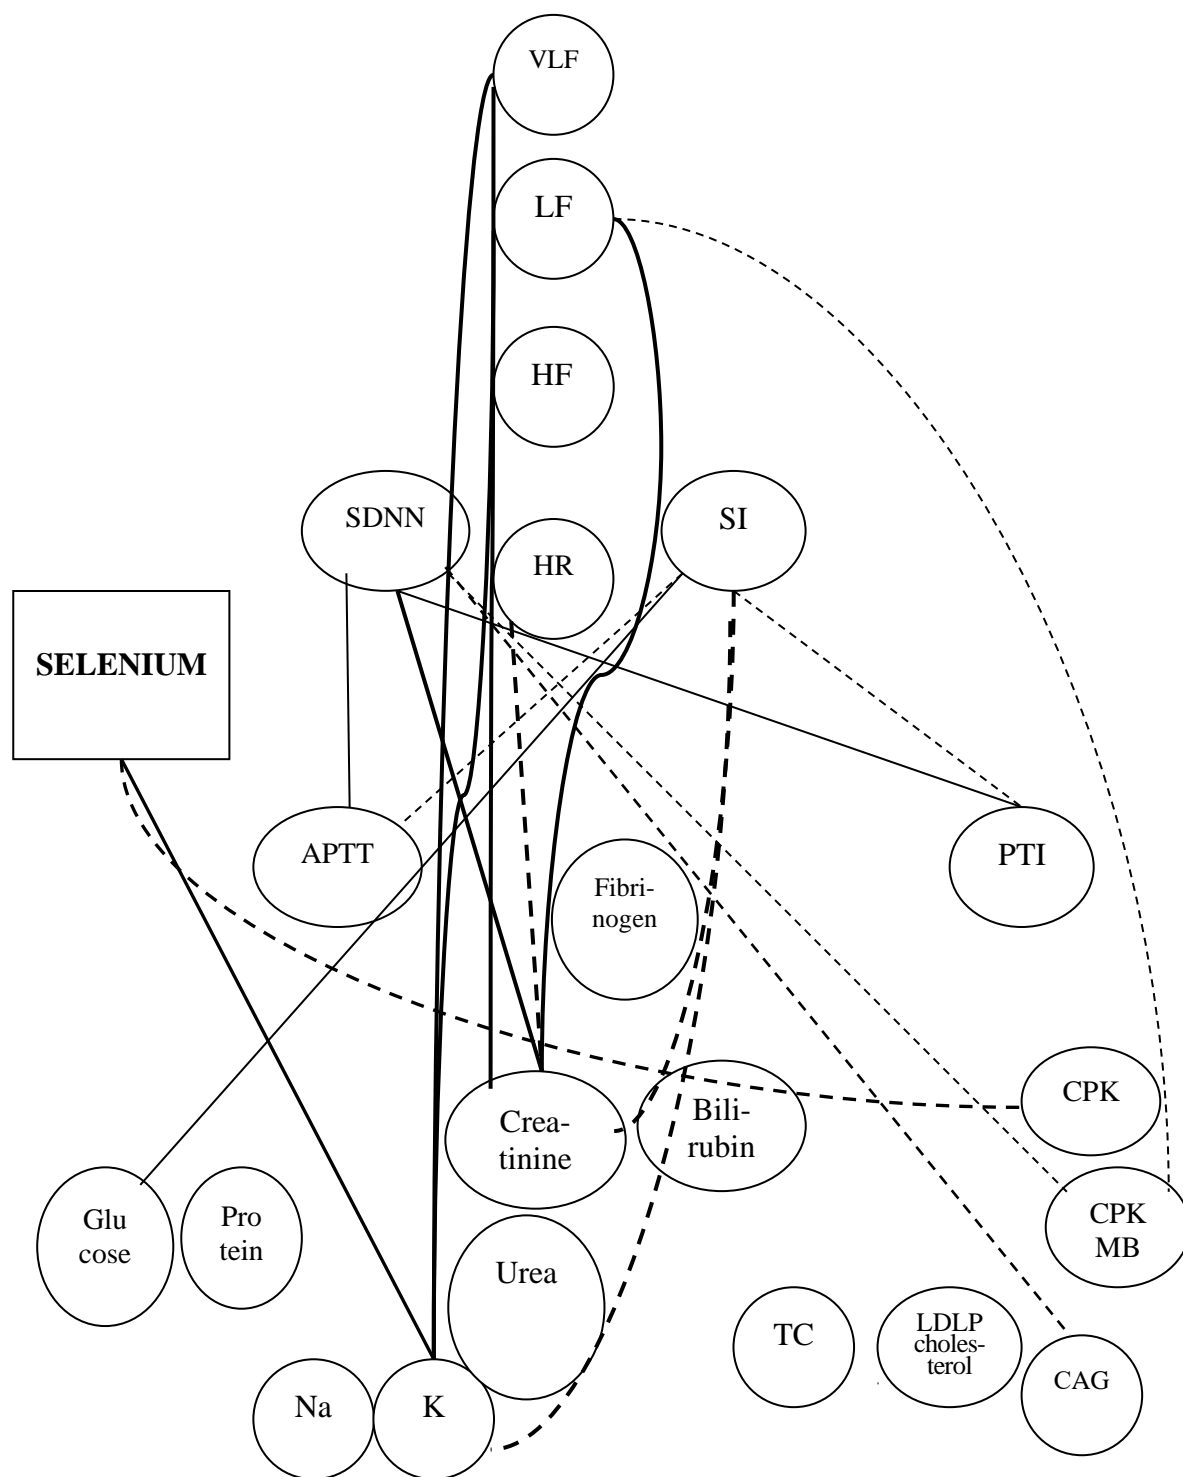 VLF
LF
HF
SDNN
SI
HR
SELENIUM
APTT
PTI
Fibri-
nogen
CPK
Crea-
tinine
Bili-
rubin
Glu
cose
Pro
tein
CPK
MB
Urea
TC
LDLP
choles-
terol
CAG
Na
K